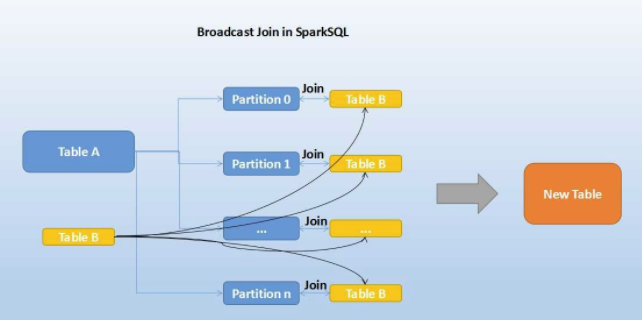 Broadcast Join in SparkSQL
Join
Partition 0
Table B
Table A
Join
Partition 1
Table B
New Table
Table B
Join
...
...
Join
Partition n
Table B